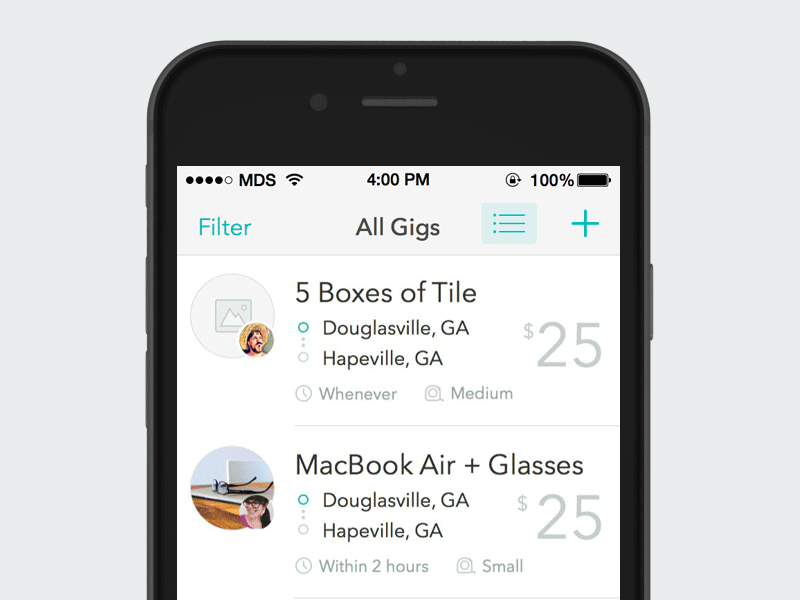 MDS 4:00 PM 100%
Filter All Gigs +
5 Boxes of Tile
Douglasville, GA
$25
Hapeville, GA
Whenever Medium
MacBook Air + Glasses
Douglasville, GA
$25
Hapeville, GA
Within 2 hours Small